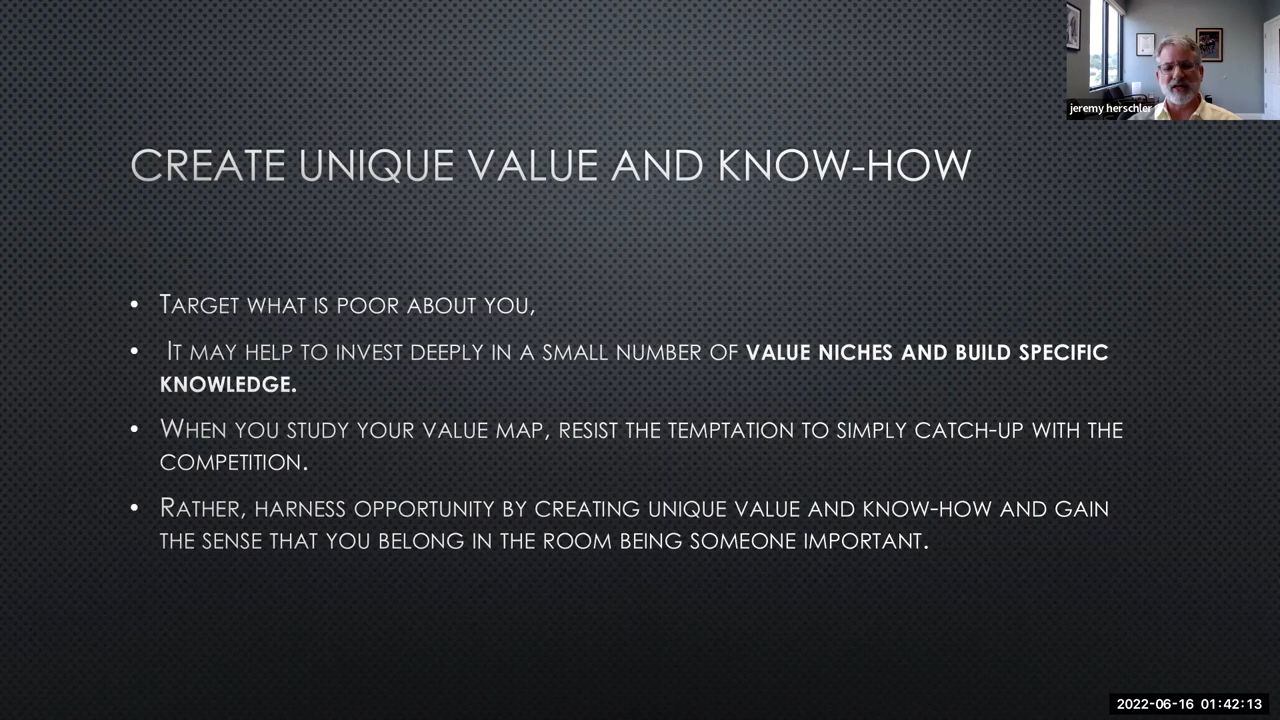 jeremy herschler
CREATE UNIQUE VALUE AND KNOW-HOW
• TARGET WHAT IS POOR ABOUT YOU,
• IT MAY HELP TO INVEST DEEPLY IN A SMALL NUMBER OF VALUE NICHES AND BUILD SPECIFIC
KNOWLEDGE.
• WHEN YOU STUDY YOUR VALUE MAP, RESIST THE TEMPTATION TO SIMPLY CATCH-UP WITH THE
COMPETITION.
• RATHER, HARNESS OPPORTUNITY BY CREATING UNIQUE VALUE AND KNOW-HOW AND GAIN
THE SENSE THAT YOU BELONG IN THE ROOM BEING SOMEONE IMPORTANT.
2022-06-16 01:42:13